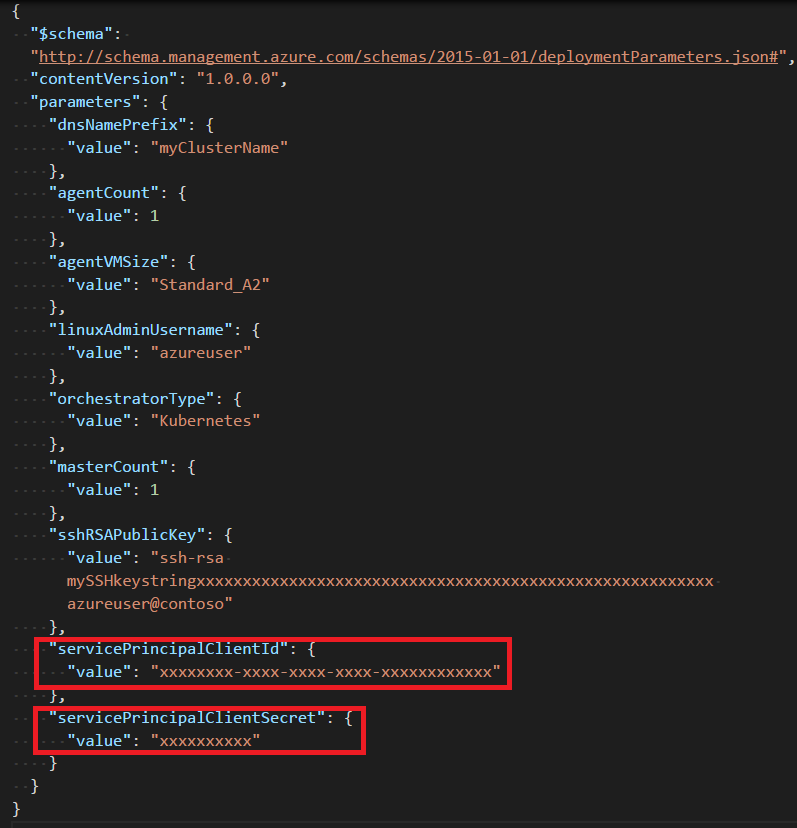 {
"$schema":
"http://schema.management.azure.com/schemas/2015-01-01/deploymentParameters.json#",
"contentVersion": "1.0.0.0",
"parameters": {
"dnsNamePrefix": {
"value": "myClusterName"
},
"agentCount": {
"value": 1
},
"agentVMSize": {
"value": "Standard_A2"
},
"linuxAdminUsername": {
"value": "azureuser"
},
"orchestratorType": {
"value": "Kubernetes"
},
"masterCount": {
"value": 1
},
"sshRSAPublicKey": {
"value": "ssh-rsa
mySSHkeystringxxxxxxxxxxxxxxxxxxxxxxxxxxxxxxxxxxxxxxxxxxxxxxxxxxxxxxxx
azureuser@contoso"
},
"servicePrincipalClientId": {
"value": "xxxxxxxx-xxxx-xxxx-xxxx-xxxxxxxxxxxx"
},
"servicePrincipalClientSecret": {
"value": "xxxxxxxxxx"
}
}
}